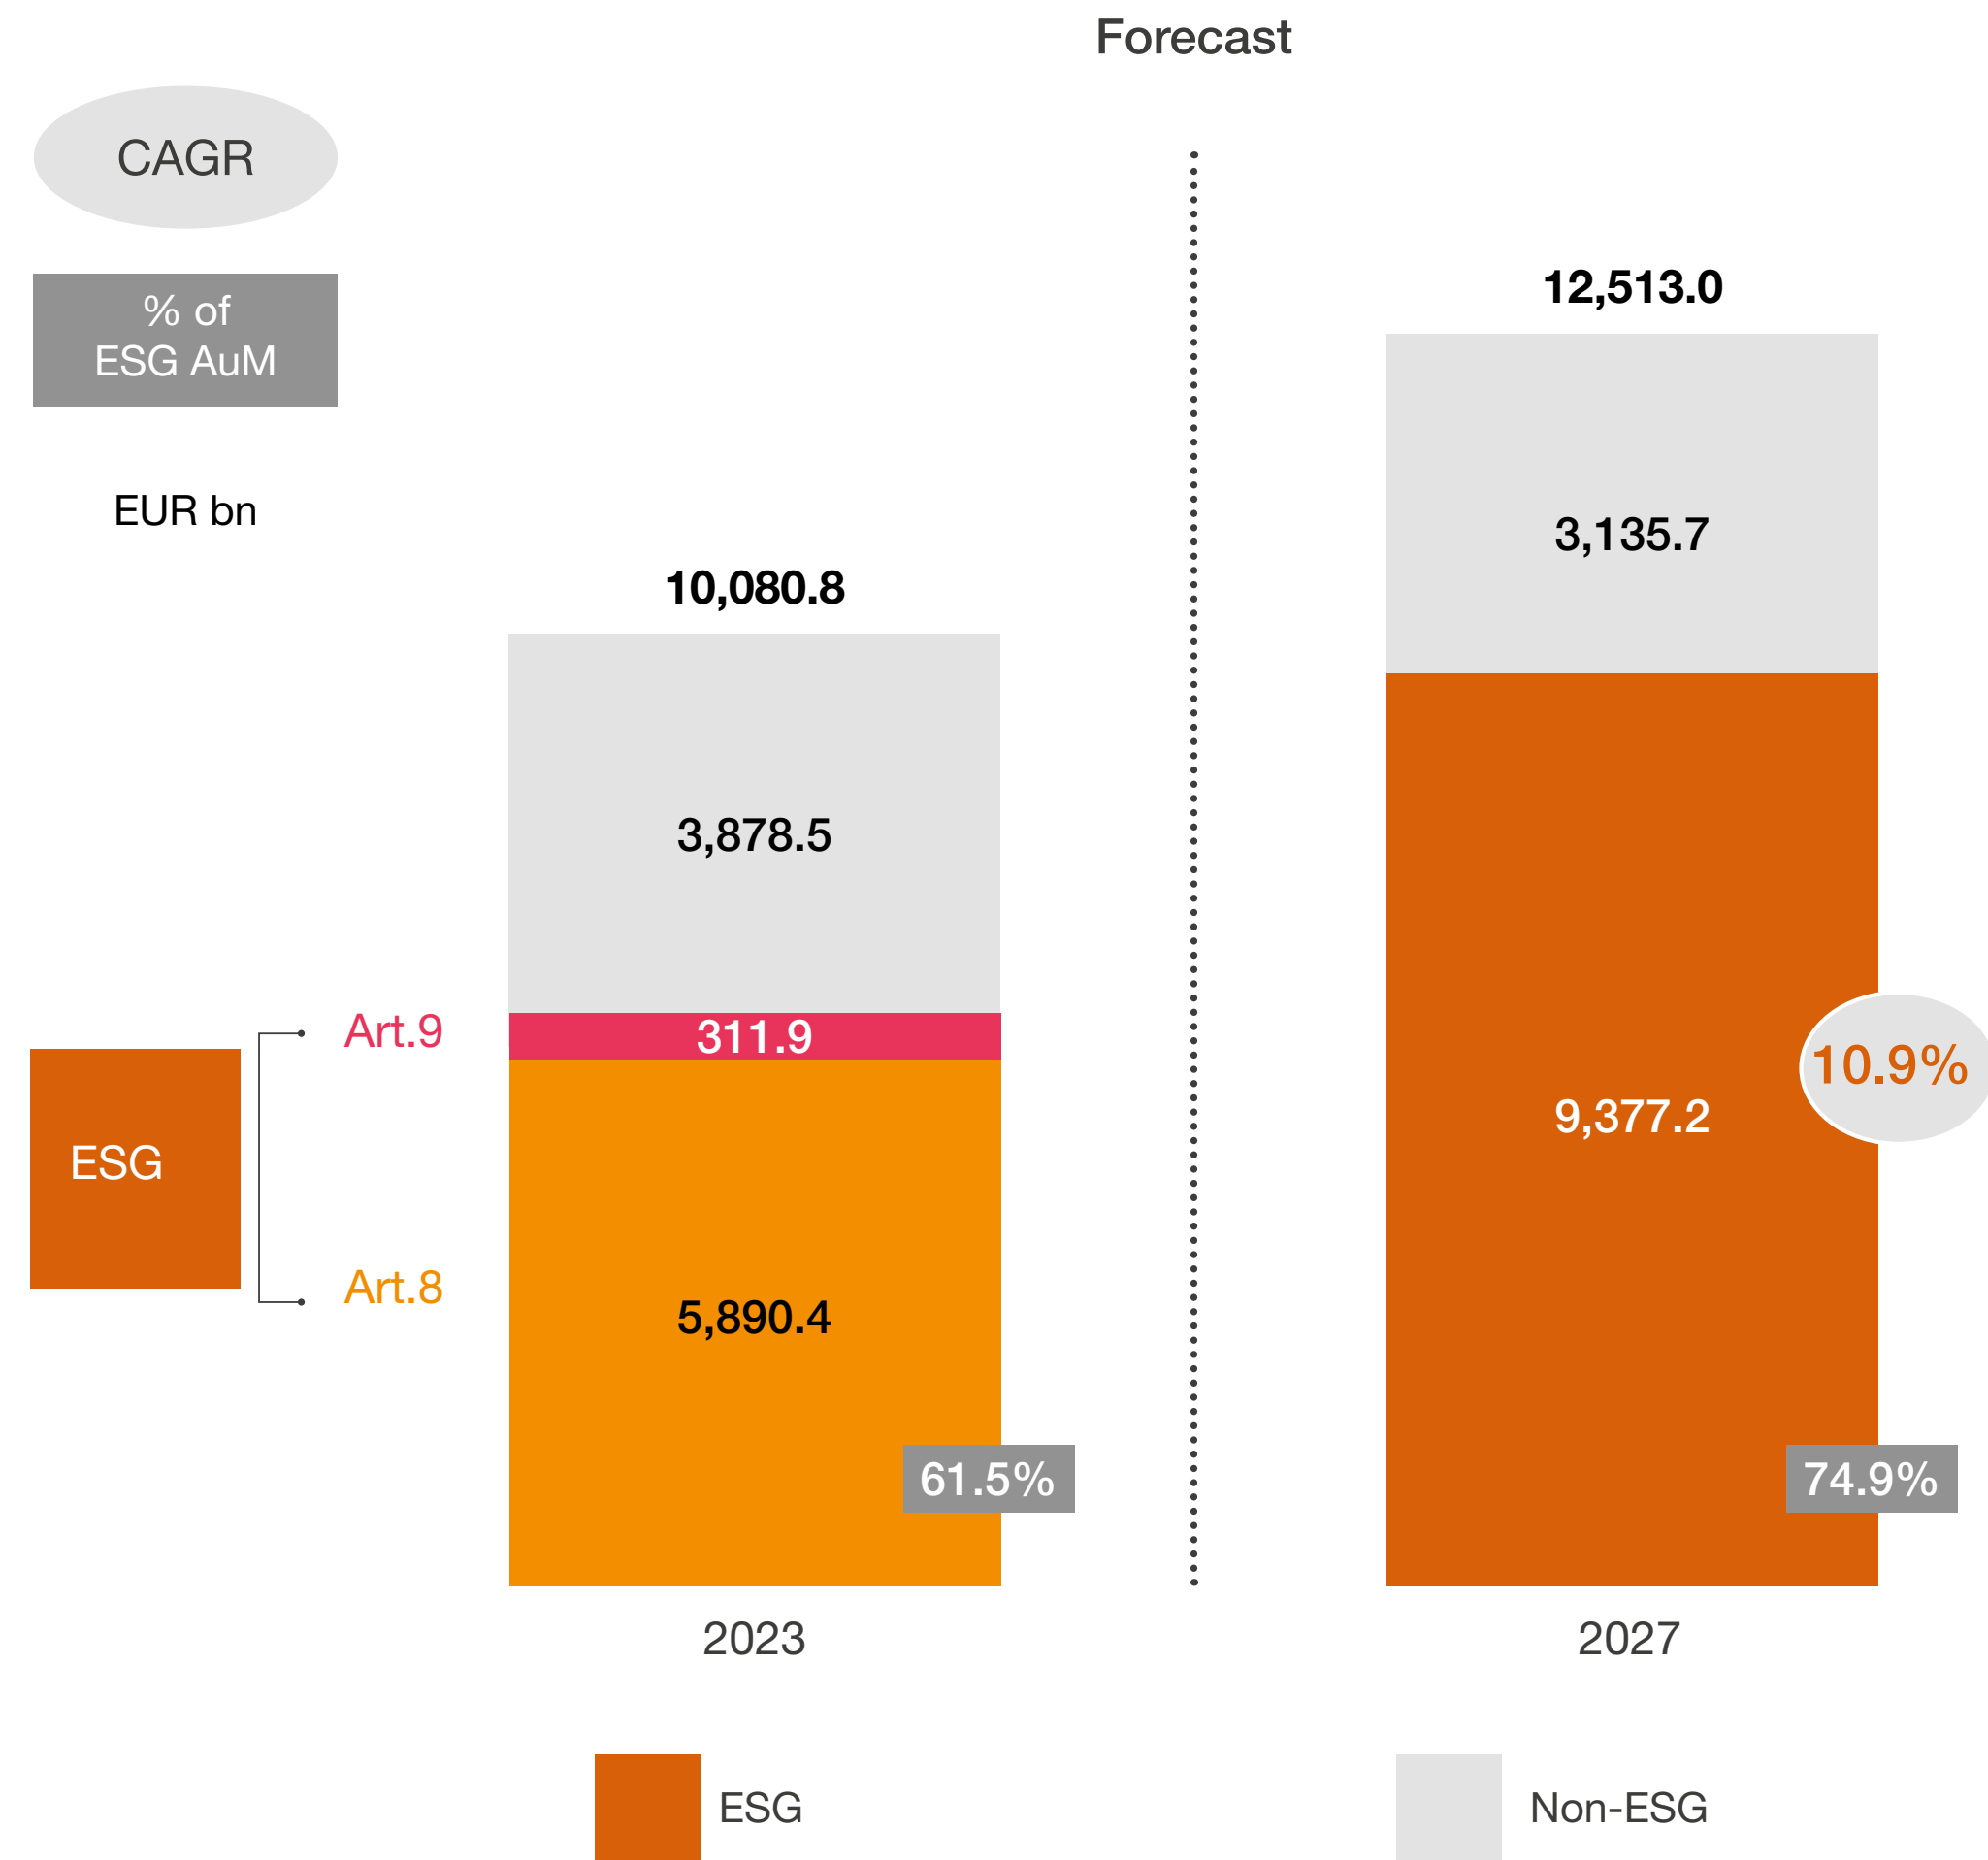 Forecast
CAGR
% of
ESG AuM
EUR bn
10,080.8
12,513.0
3,135.7
3,878.5
Art.9
311.9
10.9%
9,377.2
ESG
Art.8
5,890.4
61.5%
74.9%
2023
2027
ESG
Non-ESG